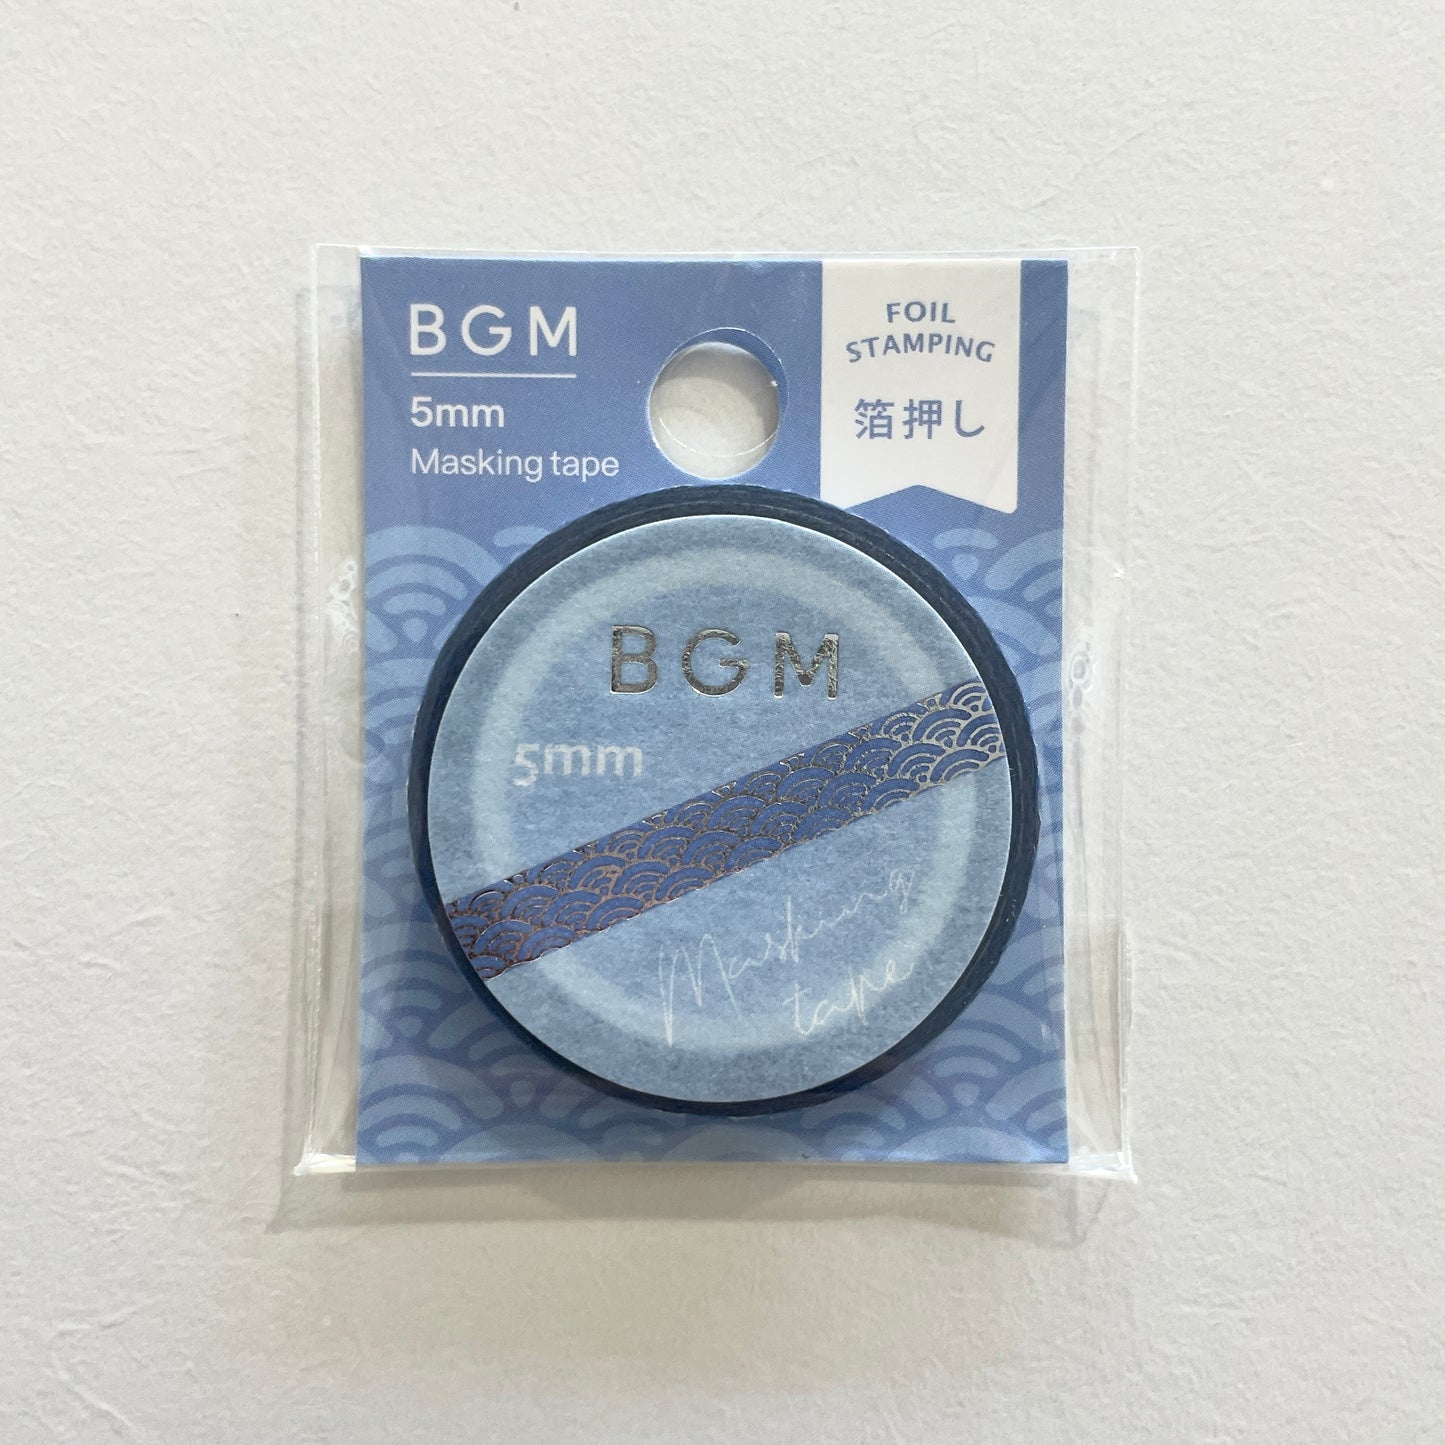 BGM
5mm
Masking tape
FOIL
STAMPING
箔押し
BGM
5mm
Masking
tape